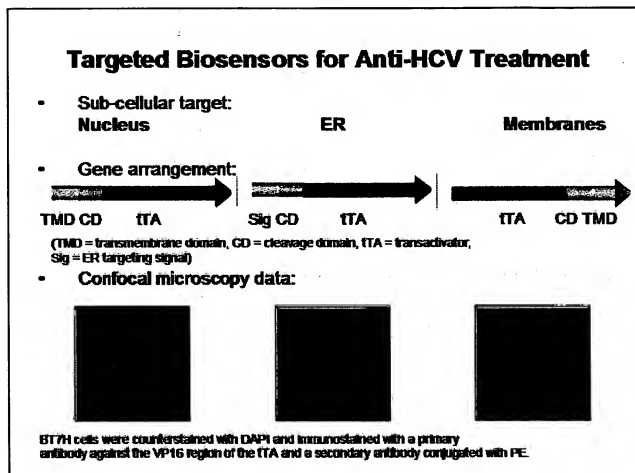 Targeted Biosensors for Anti-HCV Treatment
• Sub-cellular target:
Nucleus ER Membranes
• Gene arrangement:
TMD CD tTA Sig CD tTA tTA CD TMD
(TMD = transmembrane domain, CD = cleavage domain, tTA = transactivator,
Sig = ER targeting signal)
• Confocal microscopy data:
BT7H cells were counterstained with DAPI and immunostained with a primary
antibody against the VP16 region of the tTA and a secondary antibody conjugated with PE.